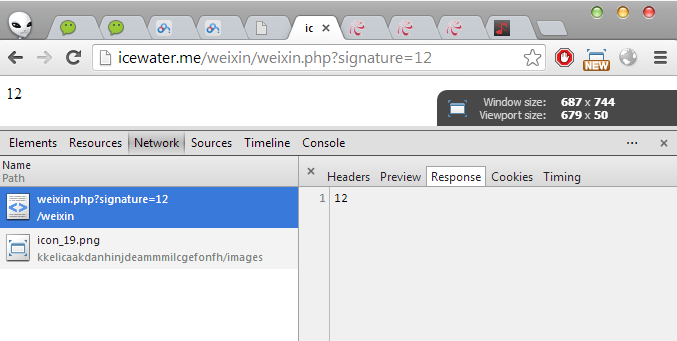 ic
icewater.me/weixin/weixin.php?signature=12
NEW
12
Window size: 687 x 744
Viewport size: 679 x 50
Elements Resources Network Sources Timeline Console
Name
Path
Headers Preview Response Cookies Timing
weixin.php?signature=12
/weixin
1 12
icon_19.png
kkelicaakdanhinjdeammmilcgefonfh/images